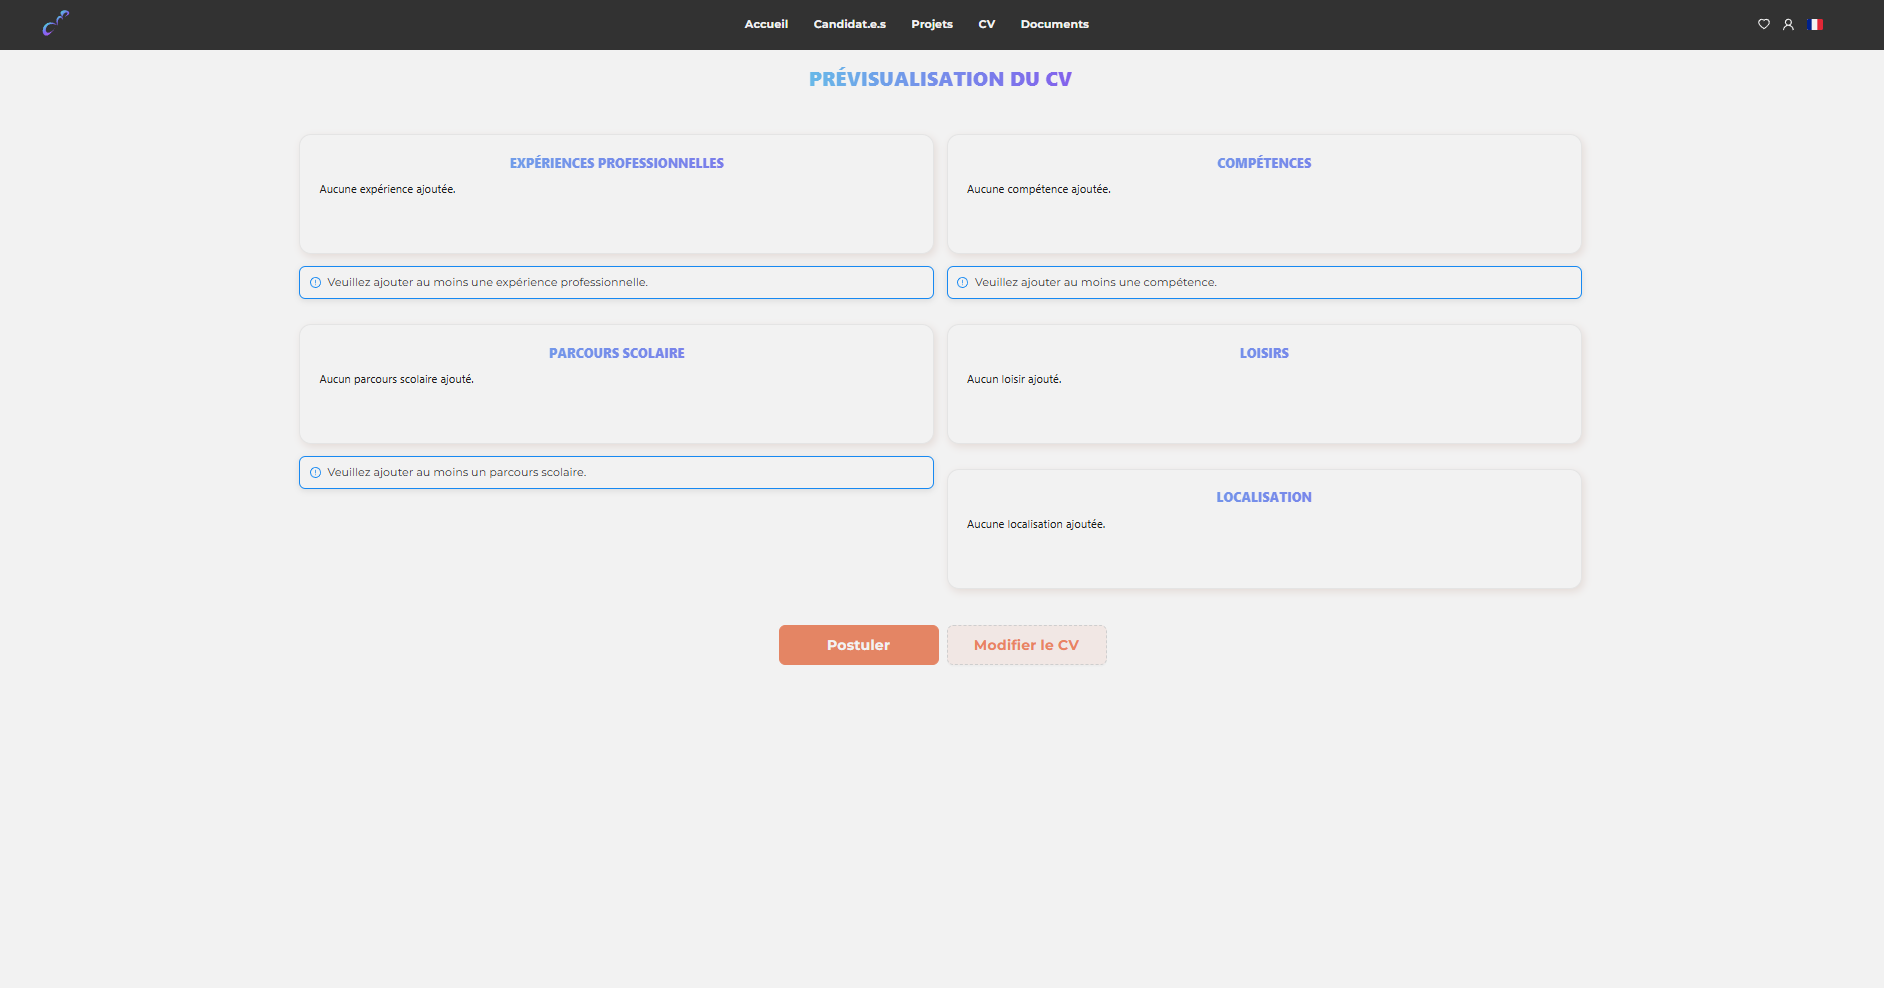 Accueil Candidat.e.s Projets CV Documents
PRÉVISUALISATION DU CV
EXPÉRIENCES PROFESSIONNELLES
Aucune expérience ajoutée.
Veuillez ajouter au moins une expérience professionnelle.
COMPÉTENCES
Aucune compétence ajoutée.
Veuillez ajouter au moins une compétence.
PARCOURS SCOLAIRE
Aucun parcours scolaire ajouté.
Veuillez ajouter au moins un parcours scolaire.
LOISIRS
Aucun loisir ajouté.
LOCALISATION
Aucune localisation ajoutée.
Postuler
Modifier le CV